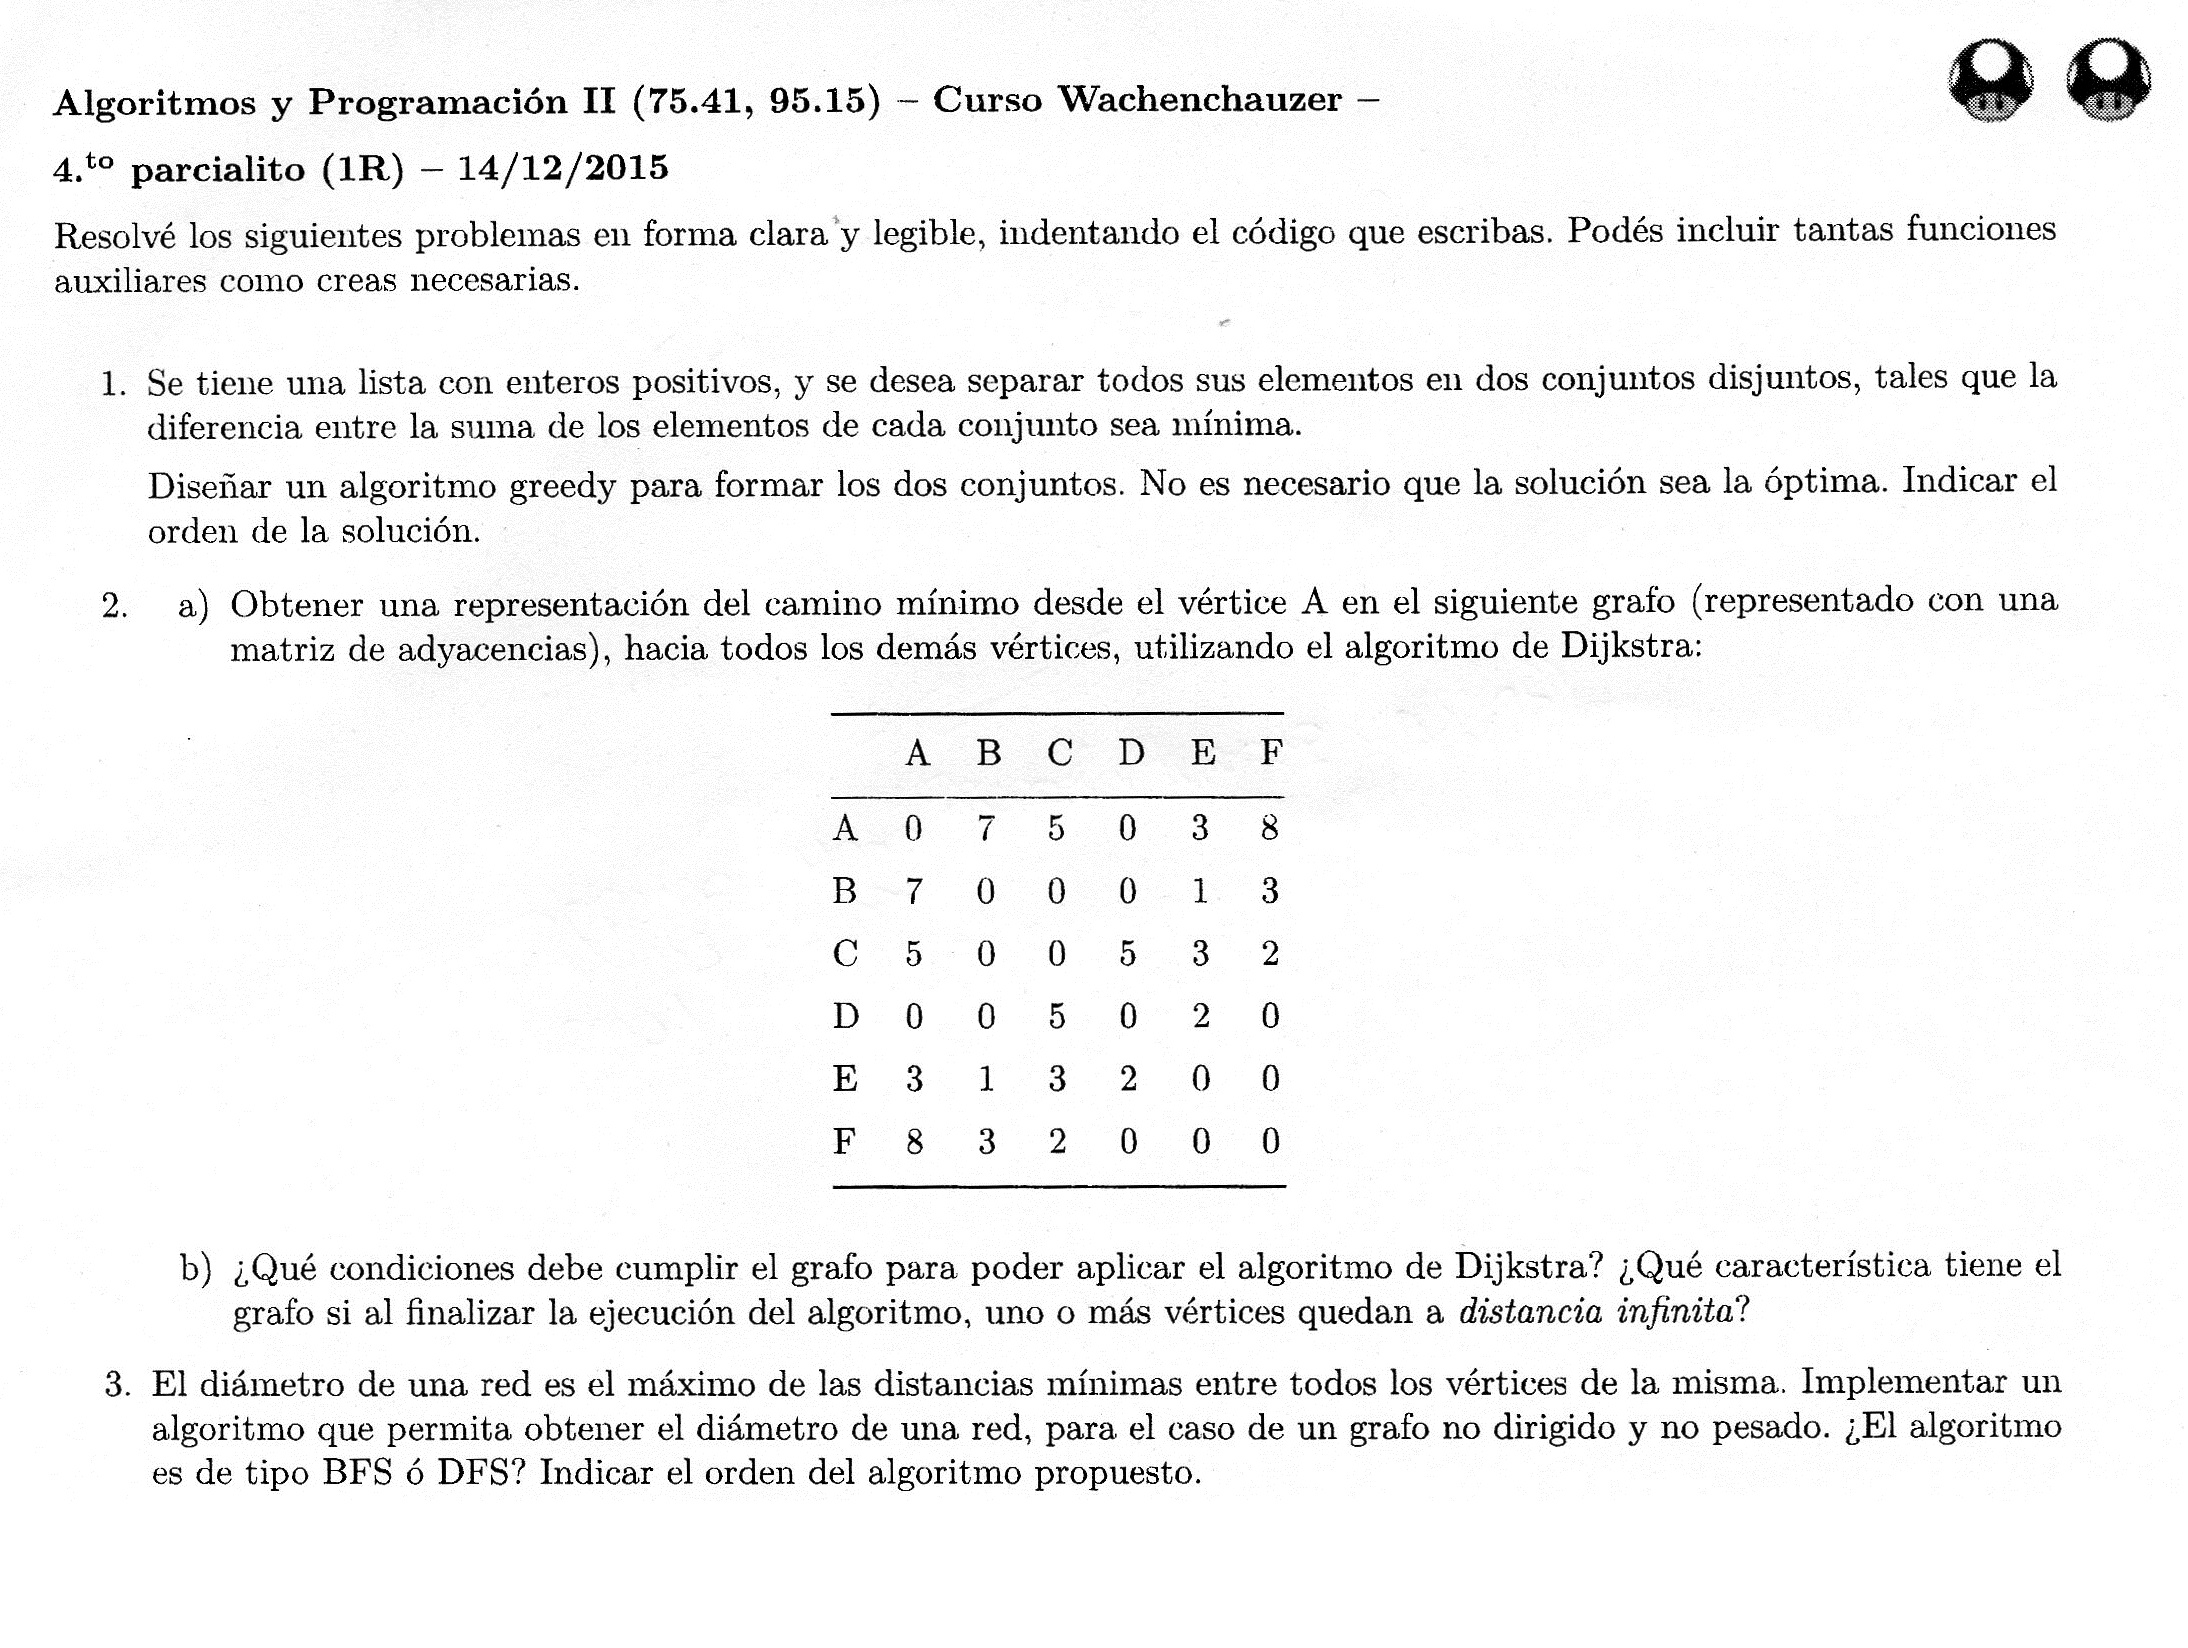 Algoritmos y Programación II (75.41, 95.15) – Curso Wachenchauzer –
4.to parcialito (1R) – 14/12/2015
Resolvé los siguientes problemas en forma clara y legible, indentando el código que escribas. Podés incluir tantas funciones
auxiliares como creas necesarias.
1. Se tiene una lista con enteros positivos, y se desea separar todos sus elementos en dos conjuntos disjuntos, tales que la
diferencia entre la suma de los elementos de cada conjunto sea mínima.
Diseñar un algoritmo greedy para formar los dos conjuntos. No es necesario que la solución sea la óptima. Indicar el
orden de la solución.
2. a) Obtener una representación del camino mínimo desde el vértice A en el siguiente grafo (representado con una
matriz de adyacencias), hacia todos los demás vértices, utilizando el algoritmo de Dijkstra:
A B C D E F
A 0 7 5 0 3 8
B 7 0 0 0 1 3
C 5 0 0 5 3 2
D 0 0 5 0 2 0
E 3 1 3 2 0 0
F 8 3 2 0 0 0
b) ¿Qué condiciones debe cumplir el grafo para poder aplicar el algoritmo de Dijkstra? ¿Qué característica tiene el
grafo si al finalizar la ejecución del algoritmo, uno o más vértices quedan a distancia infinita?
3. El diámetro de una red es el máximo de las distancias mínimas entre todos los vértices de la misma. Implementar un
algoritmo que permita obtener el diámetro de una red, para el caso de un grafo no dirigido y no pesado. ¿El algoritmo
es de tipo BFS ó DFS? Indicar el orden del algoritmo propuesto.